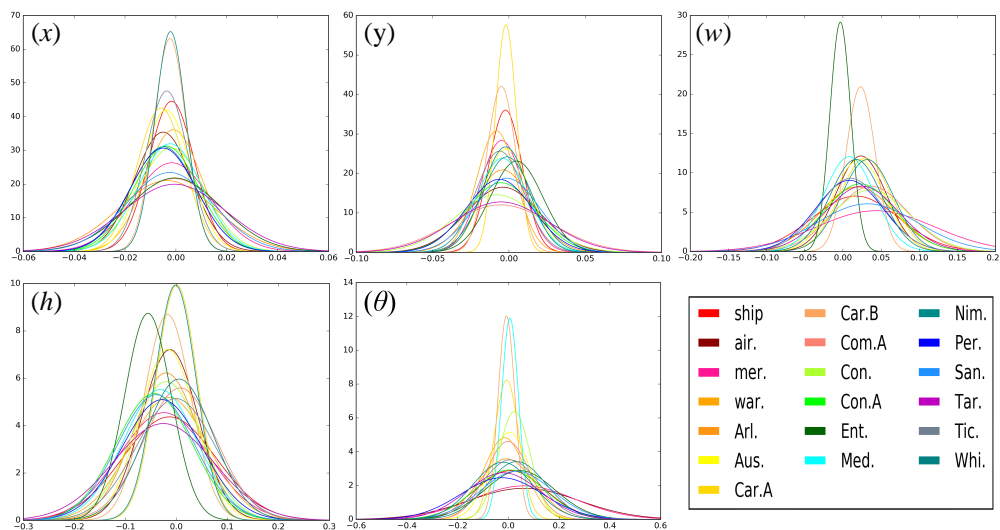 (x)
70
60
50
40
30
20
10
0
−0.06 −0.04 −0.02 0.00 0.02 0.04 0.06
(y)
60
50
40
30
20
10
0
−0.10 −0.05 0.00 0.05 0.10
(w)
30
25
20
15
10
5
0
−0.20 −0.15 −0.10 −0.05 0.00 0.05 0.10 0.15 0.2
(h)
10
8
6
4
2
0
−0.3 −0.2 −0.1 0.0 0.1 0.2 0.3
(θ)
14
12
10
8
6
4
2
0
−0.6 −0.4 −0.2 0.0 0.2 0.4 0.6
ship
air.
mer.
war.
Arl.
Aus.
Car.A
Car.B
Com.A
Con.
Con.A
Ent.
Med.
Nim.
Per.
San.
Tar.
Tic.
Whi.